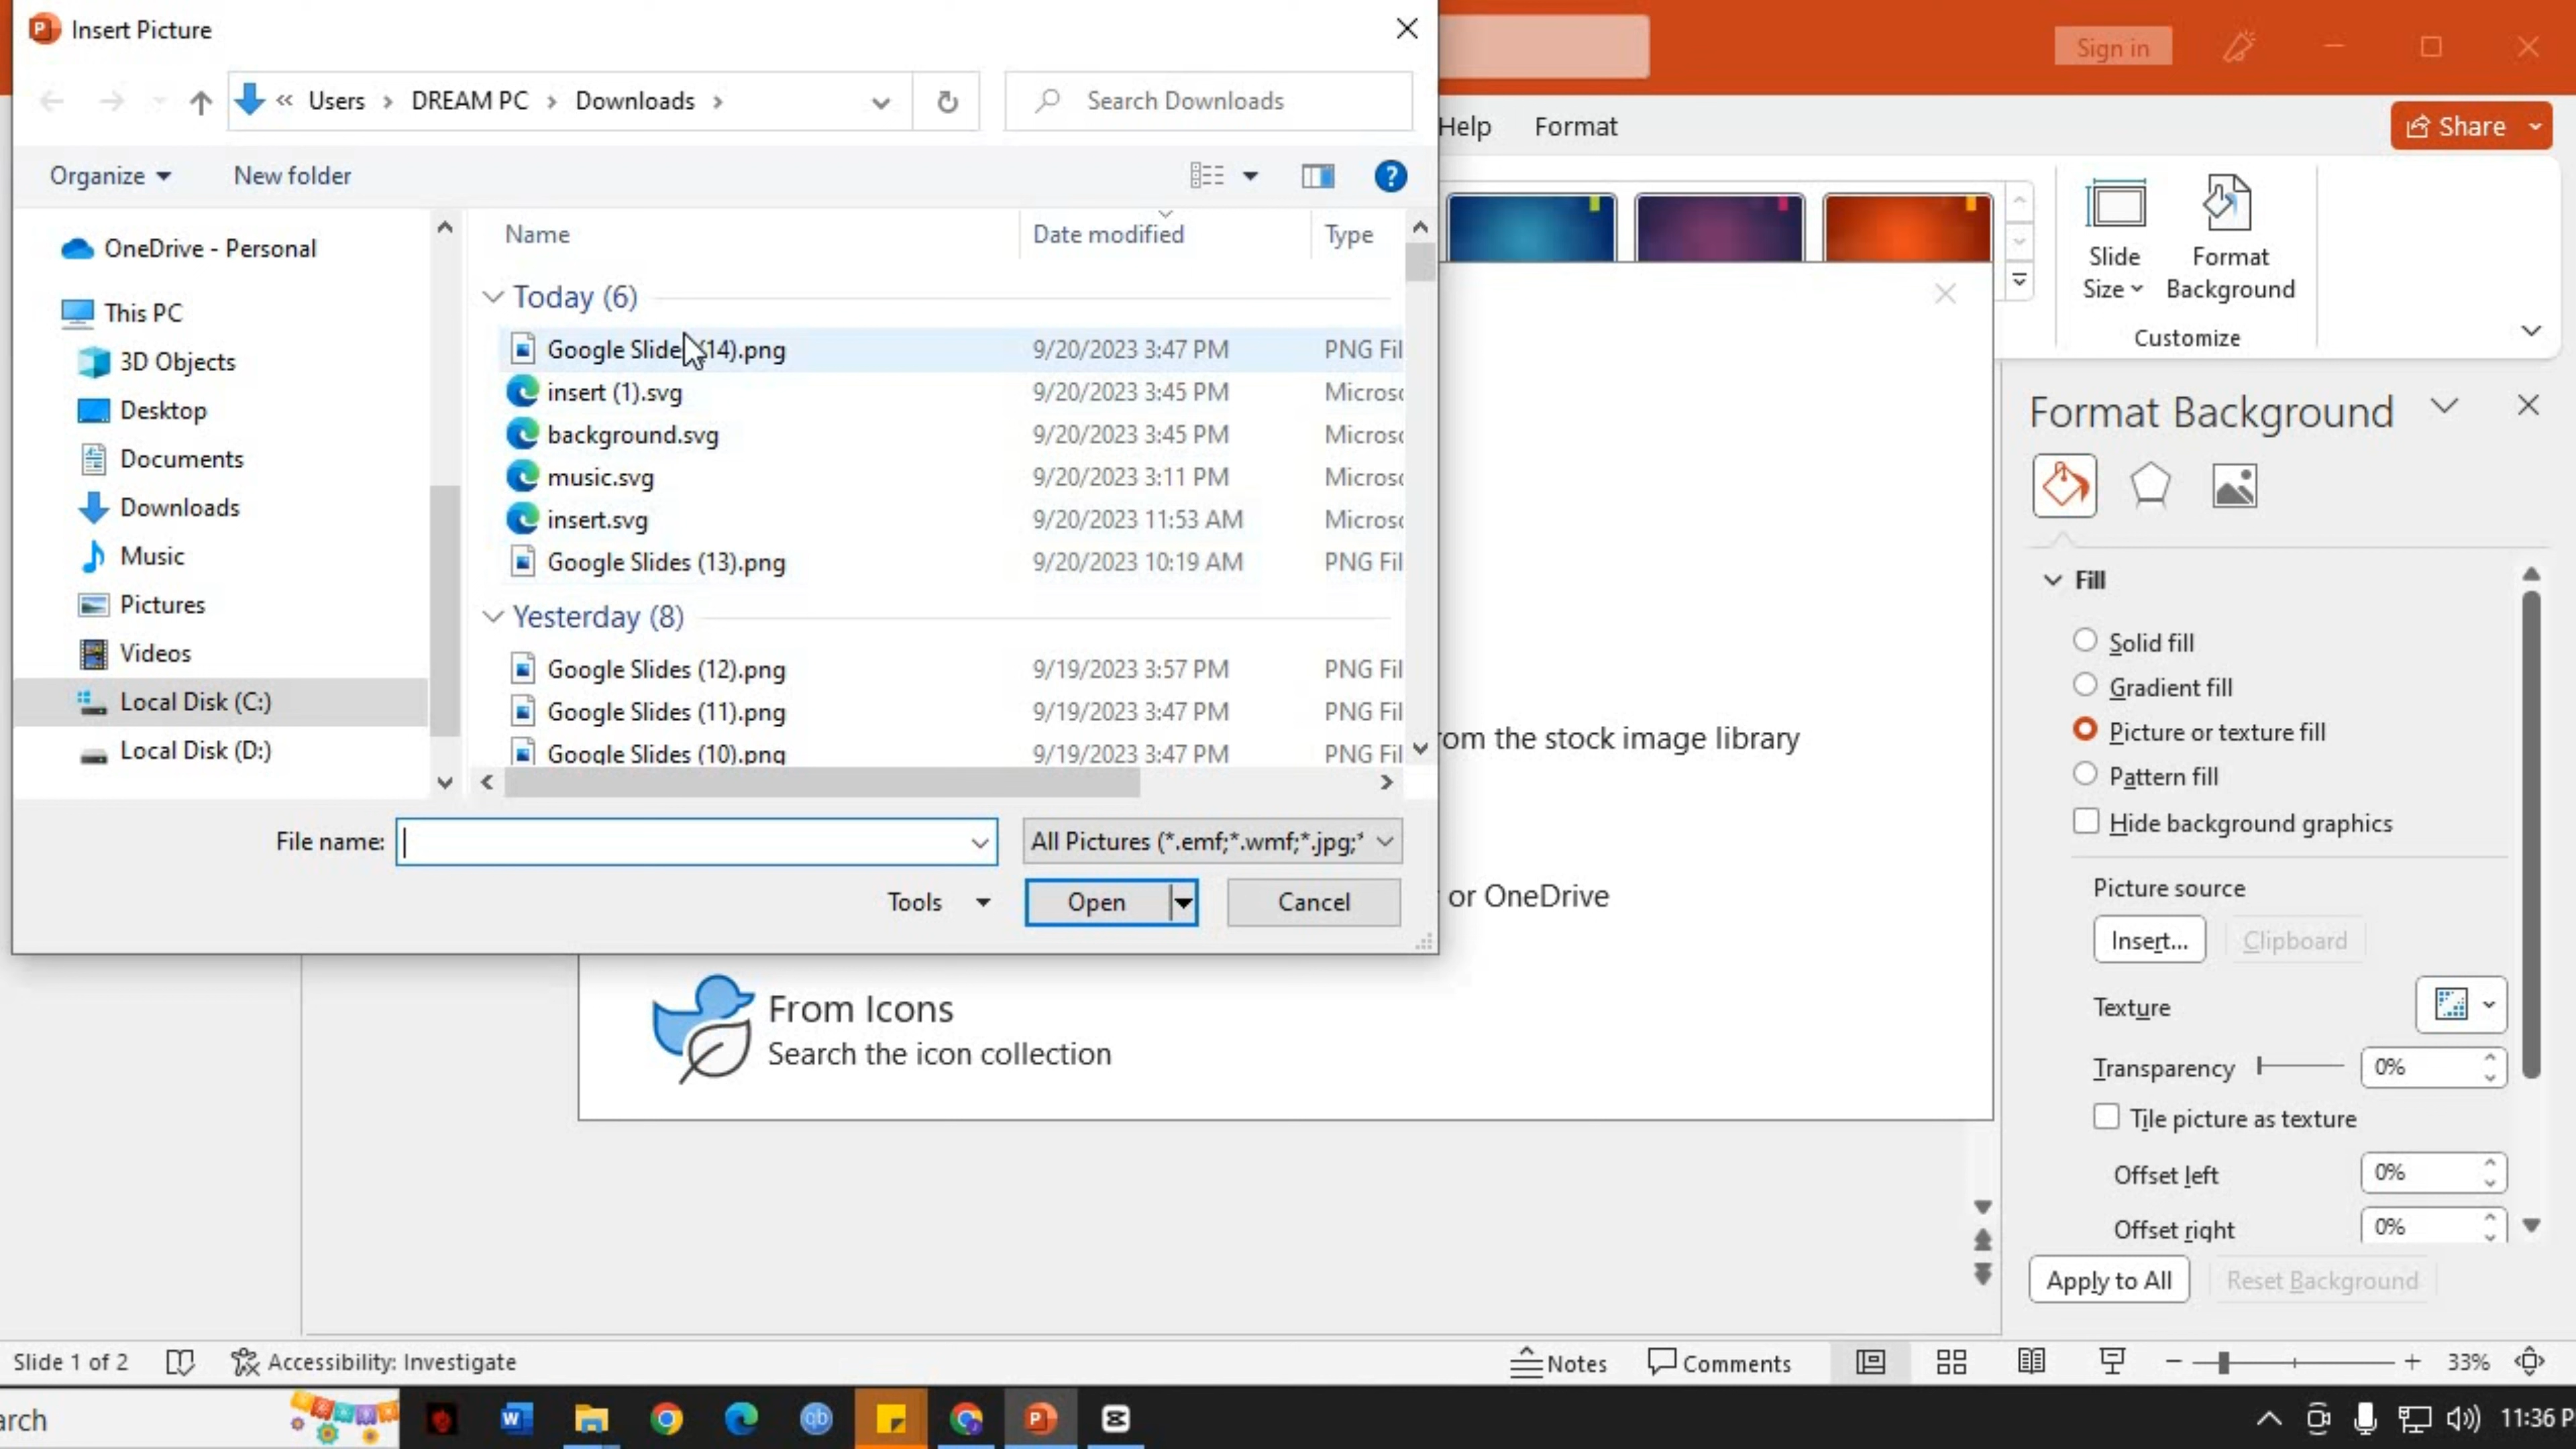 Insert Picture
Sign in
Users > DREAM PC > Downloads >
Search Downloads
Help
Format
Share
Organize
New folder
Name
Date modified
Type
OneDrive - Personal
This PC
3D Objects
Desktop
Documents
Downloads
Music
Pictures
Videos
Local Disk (C:)
Local Disk (D:)
Today (6)
Google Slide (14).png 9/20/2023 3:47 PM PNG Fil
insert (1).svg 9/20/2023 3:45 PM Microso
background.svg 9/20/2023 3:45 PM Microso
music.svg 9/20/2023 3:11 PM Microso
insert.svg 9/20/2023 11:53 AM Microso
Google Slides (13).png 9/20/2023 10:19 AM PNG Fil
Yesterday (8)
Google Slides (12).png 9/19/2023 3:57 PM PNG Fil
Google Slides (11).png 9/19/2023 3:47 PM PNG Fil
Google Slides (10).png 9/19/2023 3:47 PM PNG Fil
File name:
All Pictures (*.emf;*.wmf;*.jpg;*
Tools
Open
Cancel
Slide
Size
Format
Background
Customize
om the stock image library
or OneDrive
From Icons
Search the icon collection
Format Background
Fill
Solid fill
Gradient fill
Picture or texture fill
Pattern fill
Hide background graphics
Picture source
Insert...
Clipboard
Texture
Transparency 0%
Tile picture as texture
Offset left 0%
Offset right 0%
Apply to All
Reset Background
Slide 1 of 2
Accessibility: Investigate
Notes
Comments
33%
arch
qb
11:36 P